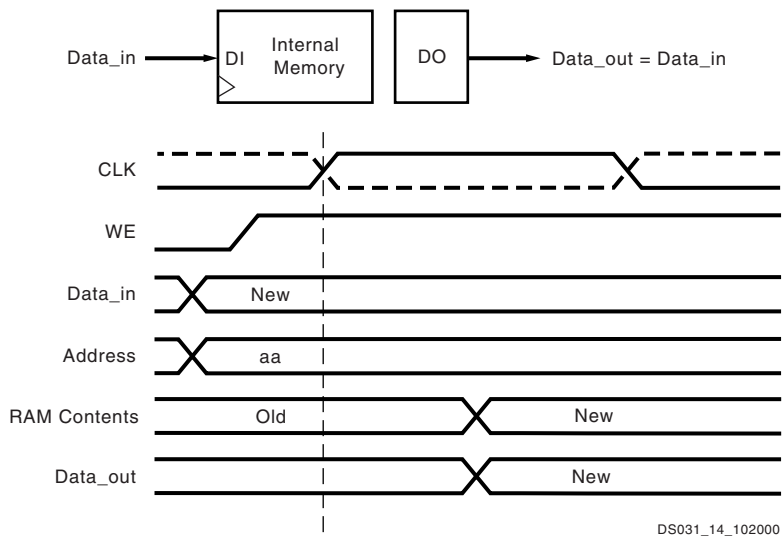 Data_in
DI
Internal
Memory
DO
Data_out = Data_in
CLK
WE
Data_in
New
Address
aa
RAM Contents
Old
New
Data_out
New
DS031_14_102000